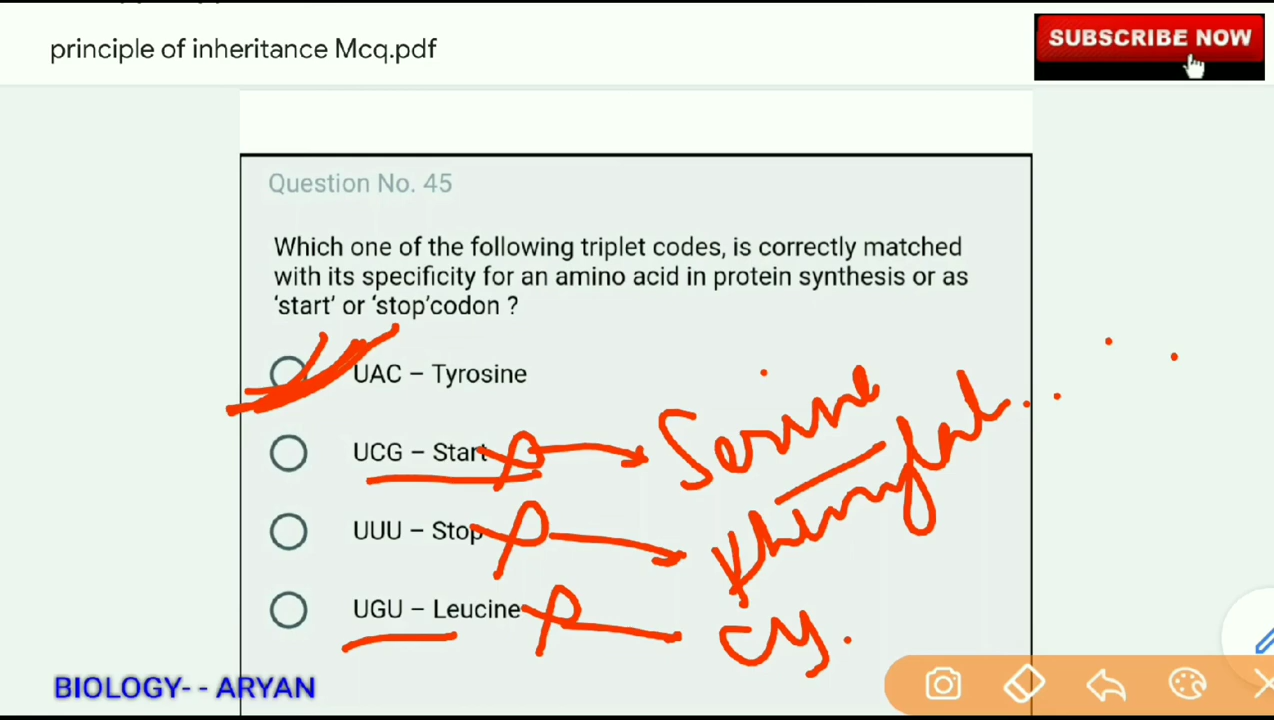 principle of inheritance Mcq.pdf
SUBSCRIBE NOW
Question No. 45
Which one of the following triplet codes, is correctly matched
with its specificity for an amino acid in protein synthesis or as
‘start’ or ‘stop’codon ?
UAC – Tyrosine
UCG – Start
Serine
UUU – Stop
UGU – Leucine
Cy.
BIOLOGY- - ARYAN